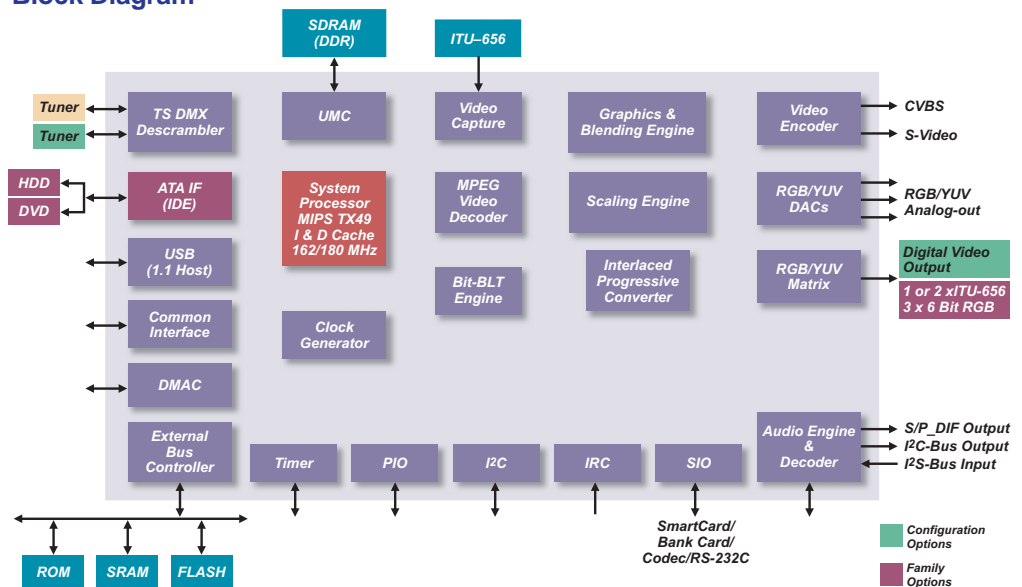 Block Diagram
SDRAM
(DDR)
ITU–656
Tuner
Tuner
TS DMX
Descrambler
UMC
Video
Capture
Graphics &
Blending Engine
Video
Encoder
CVBS
S-Video
HDD
DVD
ATA IF
(IDE)
System
Processor
MIPS TX49
I & D Cache
162/180 MHz
MPEG
Video
Decoder
Scaling Engine
RGB/YUV
DACs
RGB/YUV
Analog-out
USB
(1.1 Host)
Bit-BLT
Engine
Interlaced
Progressive
Converter
RGB/YUV
Matrix
Digital Video
Output
1 or 2 xITU-656
3 x 6 Bit RGB
Common
Interface
Clock
Generator
DMAC
External
Bus
Controller
Timer
PIO
I²C
IRC
SIO
Audio Engine
&
Decoder
S/P_DIF Output
I²C-Bus Output
I²S-Bus Input
SmartCard/
Bank Card/
Codec/RS-232C
ROM
SRAM
FLASH
Configuration
Options
Family
Options